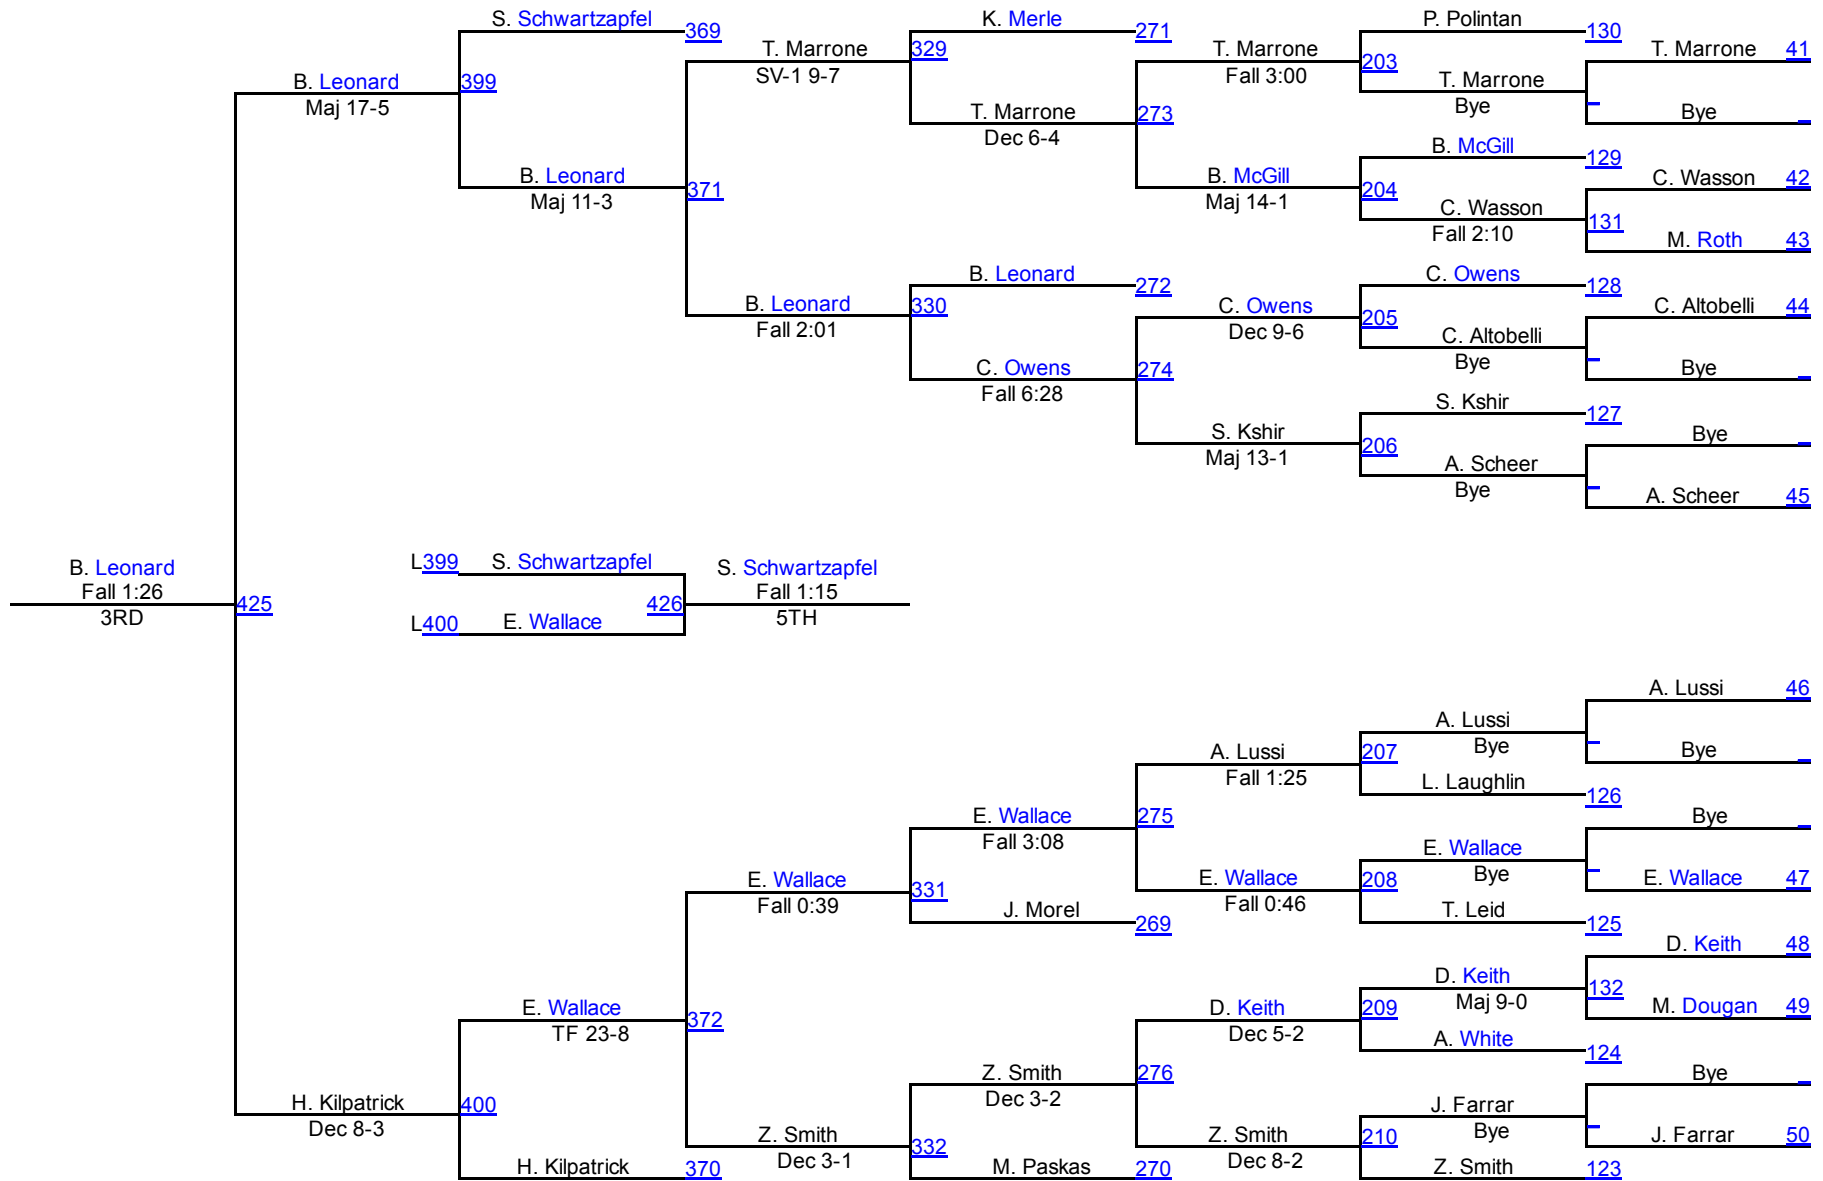 S. Schwartzapfel
369
K. Merle
271
P. Polintan
130
T. Marrone
SV-1 9-7
329
T. Marrone
Fall 3:00
203
T. Marrone
41
B. Leonard
Maj 17-5
399
T. Marrone
Bye
Bye
T. Marrone
Dec 6-4
273
B. McGill
129
B. Leonard
Maj 11-3
371
B. McGill
Maj 14-1
204
C. Wasson
42
C. Wasson
Fall 2:10
131
M. Roth
43
B. Leonard
272
C. Owens
128
B. Leonard
Fall 2:01
330
C. Owens
Dec 9-6
205
C. Altobelli
44
C. Altobelli
Bye
Bye
C. Owens
Fall 6:28
274
S. Kshir
127
S. Kshir
Maj 13-1
206
Bye
A. Scheer
Bye
A. Scheer
45
B. Leonard
Fall 1:26
3RD
425
L399
S. Schwartzapfel
L400
E. Wallace
426
S. Schwartzapfel
Fall 1:15
5TH
A. Lussi
46
A. Lussi
Bye
Bye
A. Lussi
Fall 1:25
207
L. Laughlin
126
E. Wallace
Fall 3:08
275
Bye
E. Wallace
Bye
E. Wallace
47
E. Wallace
Fall 0:39
331
E. Wallace
Fall 0:46
208
J. Morel
269
T. Leid
125
D. Keith
48
D. Keith
Maj 9-0
132
E. Wallace
TF 23-8
372
D. Keith
Dec 5-2
209
M. Dougan
49
A. White
124
Z. Smith
Dec 3-2
276
Bye
H. Kilpatrick
Dec 8-3
400
J. Farrar
Bye
Z. Smith
Dec 3-1
332
Z. Smith
Dec 8-2
210
J. Farrar
50
H. Kilpatrick
370
M. Paskas
270
Z. Smith
123